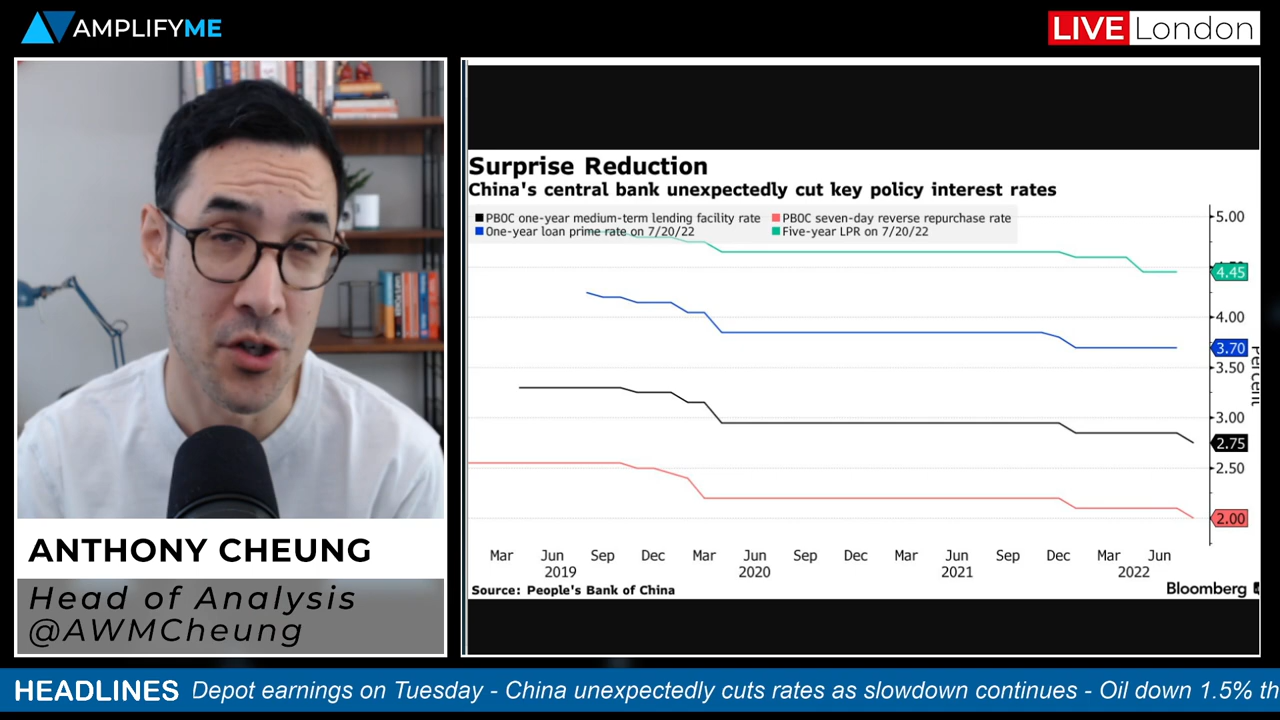 AMPLIFYME
LIVE London
Surprise Reduction
China's central bank unexpectedly cut key policy interest rates
PBOC one-year medium-term lending facility rate PBOC seven-day reverse repurchase rate
One-year loan prime rate on 7/20/22 Five-year LPR on 7/20/22
5.00
4.45
4.00
3.70
3.50
Percent
3.00
2.75
2.50
2.00
Mar Jun Sep Dec Mar Jun Sep Dec Mar Jun Sep Dec Mar Jun
2019 2020 2021 2022
Source: People's Bank of China Bloomberg
ANTHONY CHEUNG
Head of Analysis
@AWMCheung
HEADLINES Depot earnings on Tuesday - China unexpectedly cuts rates as slowdown continues - Oil down 1.5% th